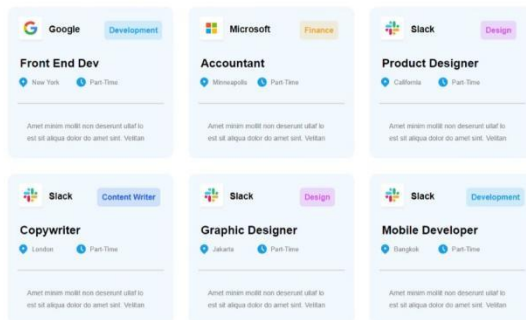 Google Development
Front End Dev
New York Part-Time
Amet minim mollit non deserunt ullaf lo
est sit aliqua dolor do amet sint. Velitan
Microsoft Finance
Accountant
Minneapolis Part-Time
Amet minim mollit non deserunt ullaf lo
est sit aliqua dolor do amet sint. Velitan
Slack Design
Product Designer
California Part-Time
Amet minim mollit non deserunt ullaf lo
est sit aliqua dolor do amet sint. Velitan
Slack Content Writer
Copywriter
London Part-Time
Amet minim mollit non deserunt ullaf lo
est sit aliqua dolor do amet sint. Velitan
Slack Design
Graphic Designer
Jakarta Part-Time
Amet minim mollit non deserunt ullaf lo
est sit aliqua dolor do amet sint. Velitan
Slack Development
Mobile Developer
Bangkok Part-Time
Amet minim mollit non deserunt ullaf lo
est sit aliqua dolor do amet sint. Velitan